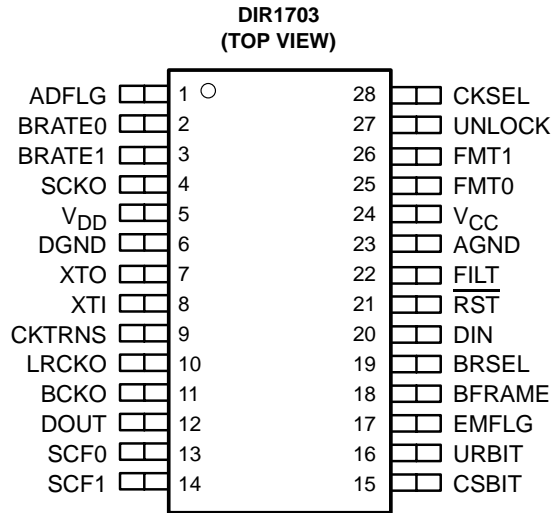 DIR1703
(TOP VIEW)
ADFLG 1 28 CKSEL
BRATE0 2 27 UNLOCK
BRATE1 3 26 FMT1
SCKO 4 25 FMT0
VDD 5 24 VCC
DGND 6 23 AGND
XTO 7 22 FILT
XTI 8 21 RST
CKTRNS 9 20 DIN
LRCKO 10 19 BRSEL
BCKO 11 18 BFRAME
DOUT 12 17 EMFLG
SCF0 13 16 URBIT
SCF1 14 15 CSBIT